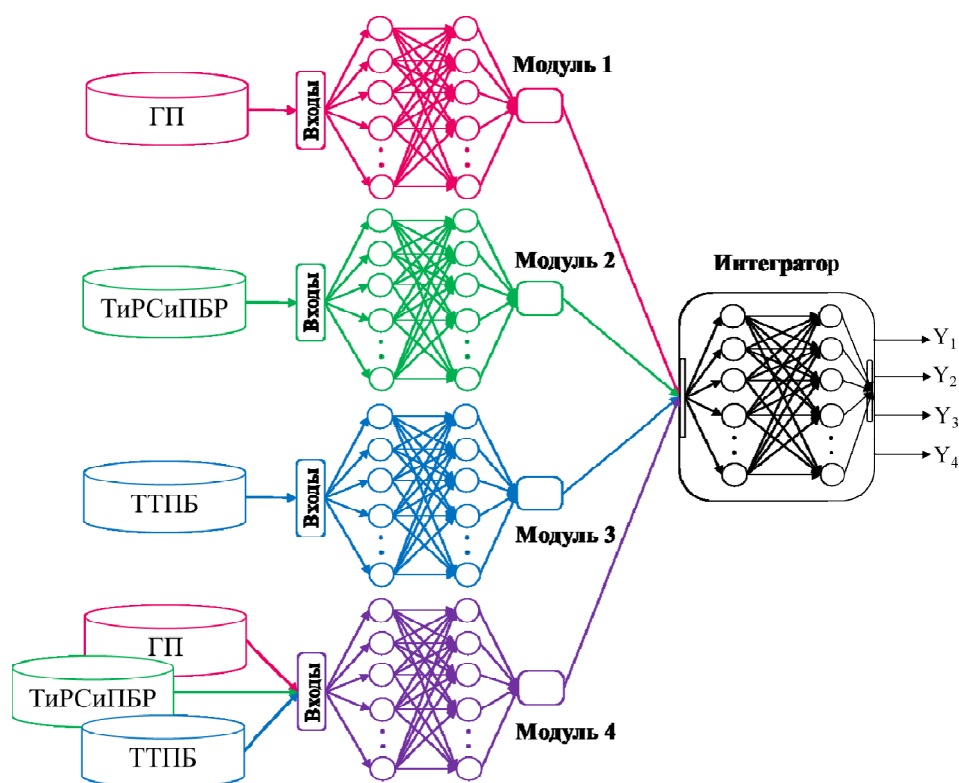 Модуль 1
Входы
ГП
Модуль 2
Входы
ТиРСиПБР
Интегратор
Y1
Y2
Y3
Y4
Входы
ТТПБ
Модуль 3
ГП
ТиРСиПБР
ТТПБ
Входы
Модуль 4